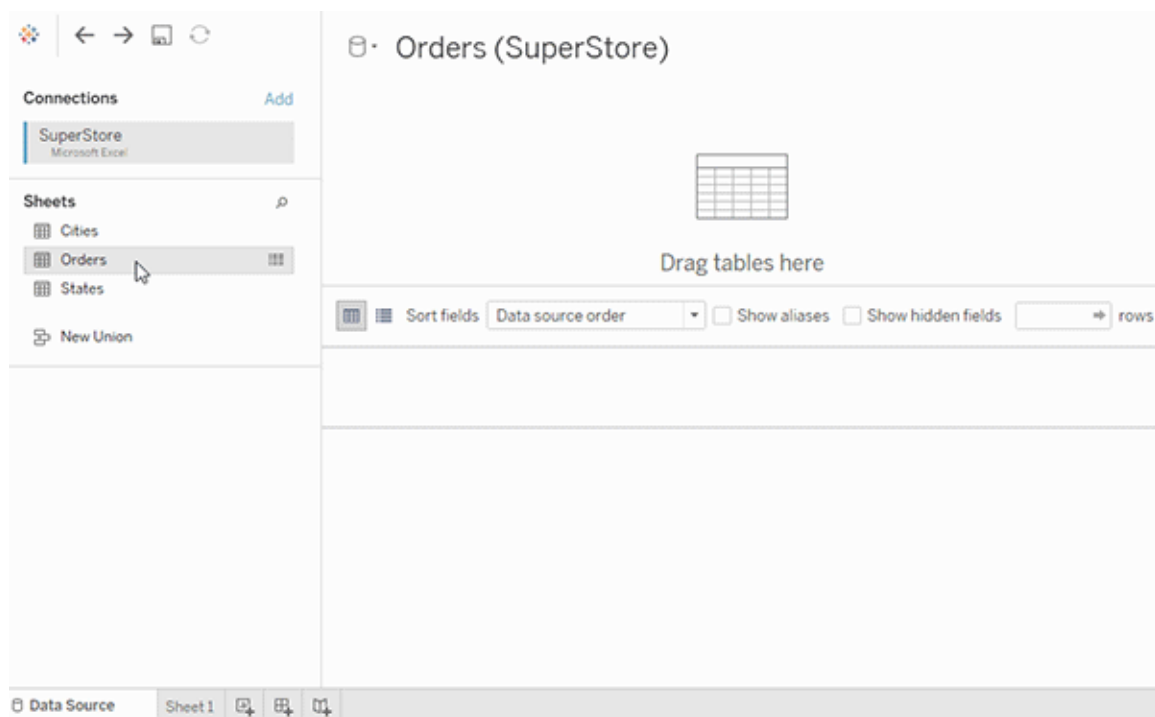 Orders (SuperStore)
Connections Add
SuperStore
Microsoft Excel
Sheets
Cities
Orders
States
New Union
Drag tables here
Sort fields Data source order Show aliases Show hidden fields rows
Data Source Sheet 1